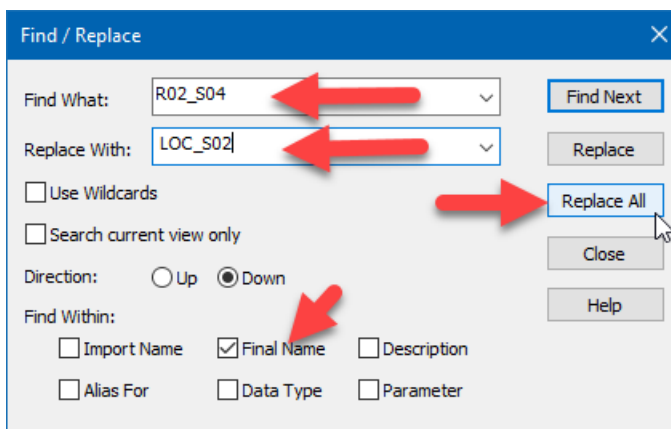 Find / Replace
Find What: R02_S04 Find Next
Replace With: LOC_S02 Replace
Use Wildcards Replace All
Search current view only
Close
Direction: Up Down
Help
Find Within:
Import Name Final Name Description
Alias For Data Type Parameter